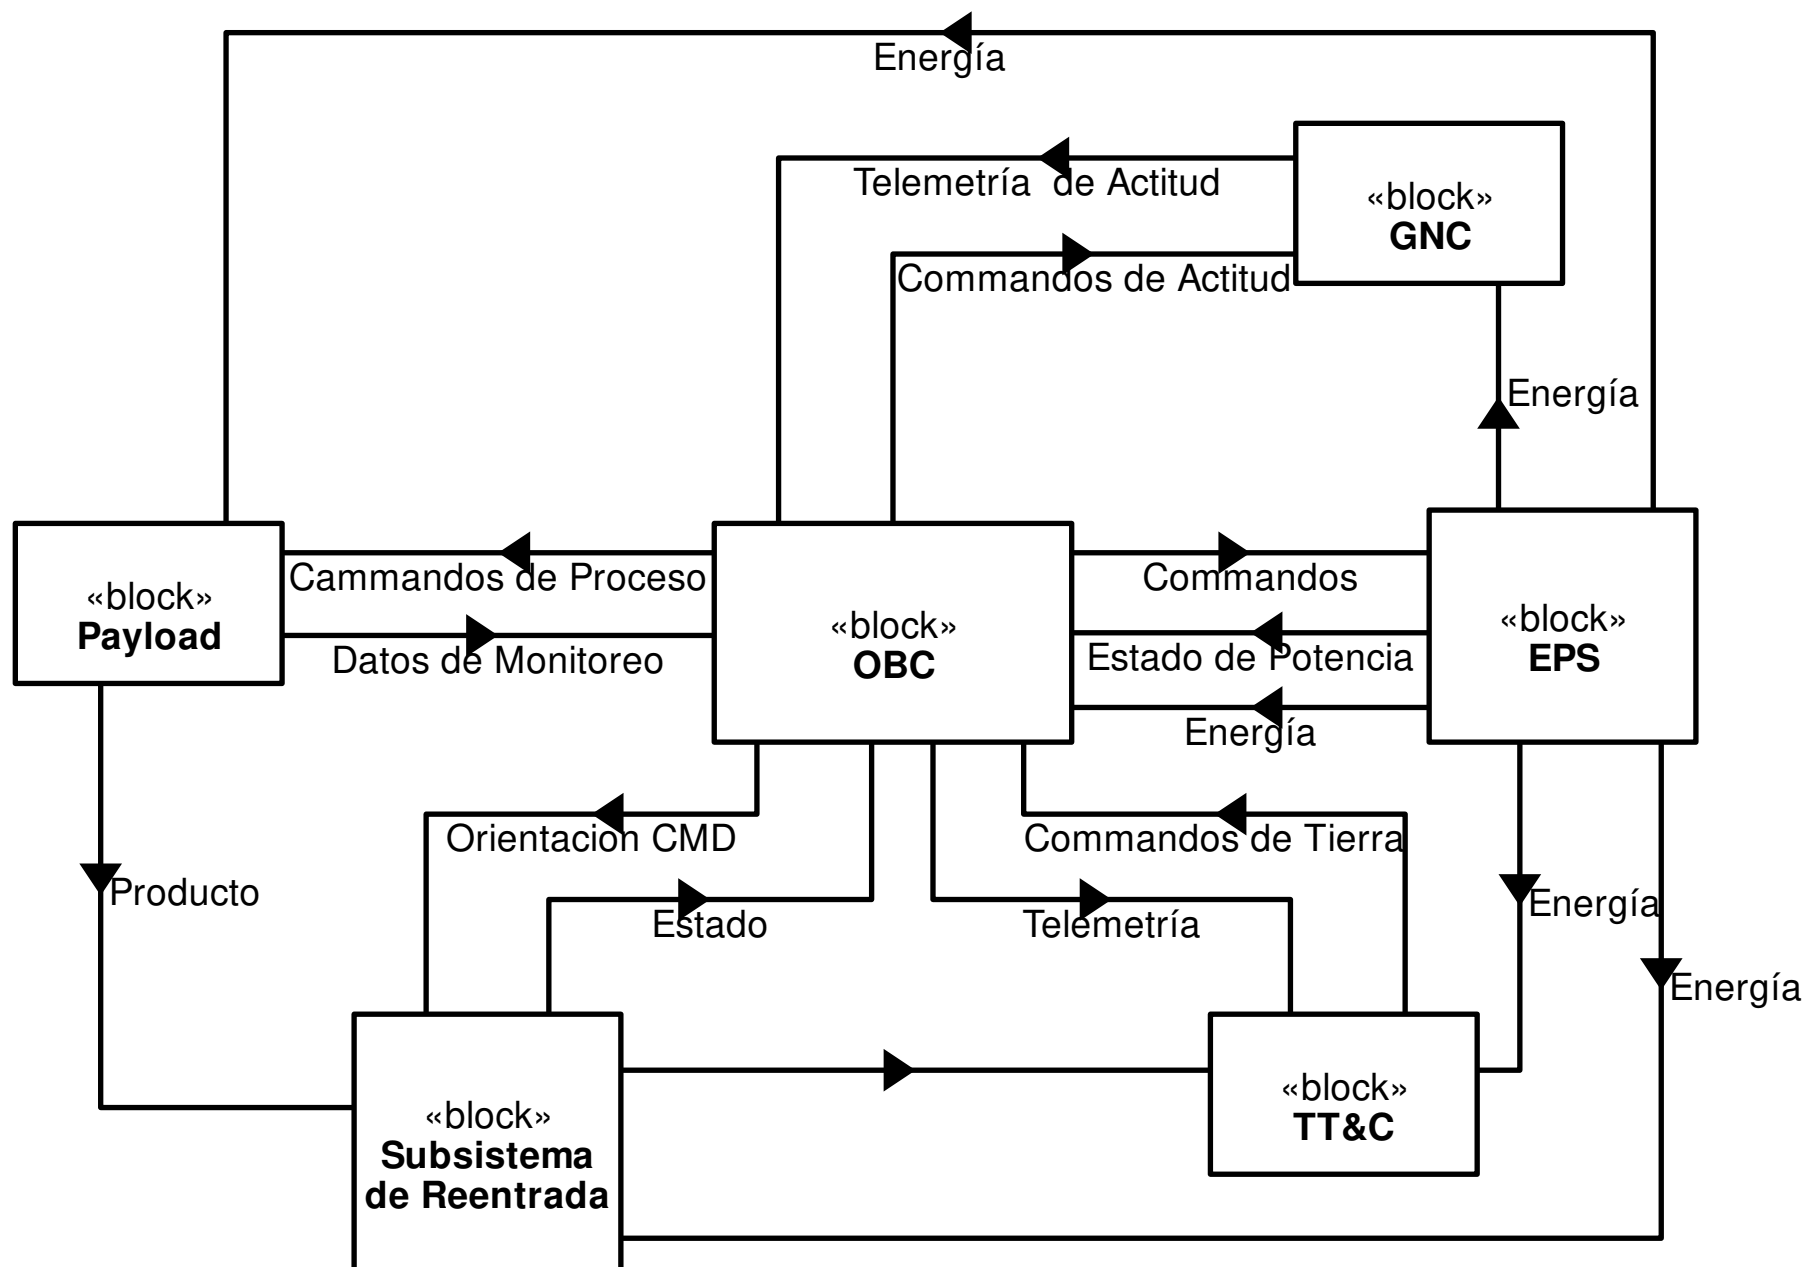 Energía
Telemetría  de Actitud
«block»
GNC
Commandos de Actitud
Energía
«block»
Payload
Cammandos de Proceso
Datos de Monitoreo
«block»
OBC
Commandos
Estado de Potencia
Energía
«block»
EPS
Orientacion CMD
Commandos de Tierra
Producto
Estado
Telemetría
Energía
Energía
«block»
Subsistema
de Reentrada
«block»
TT&C